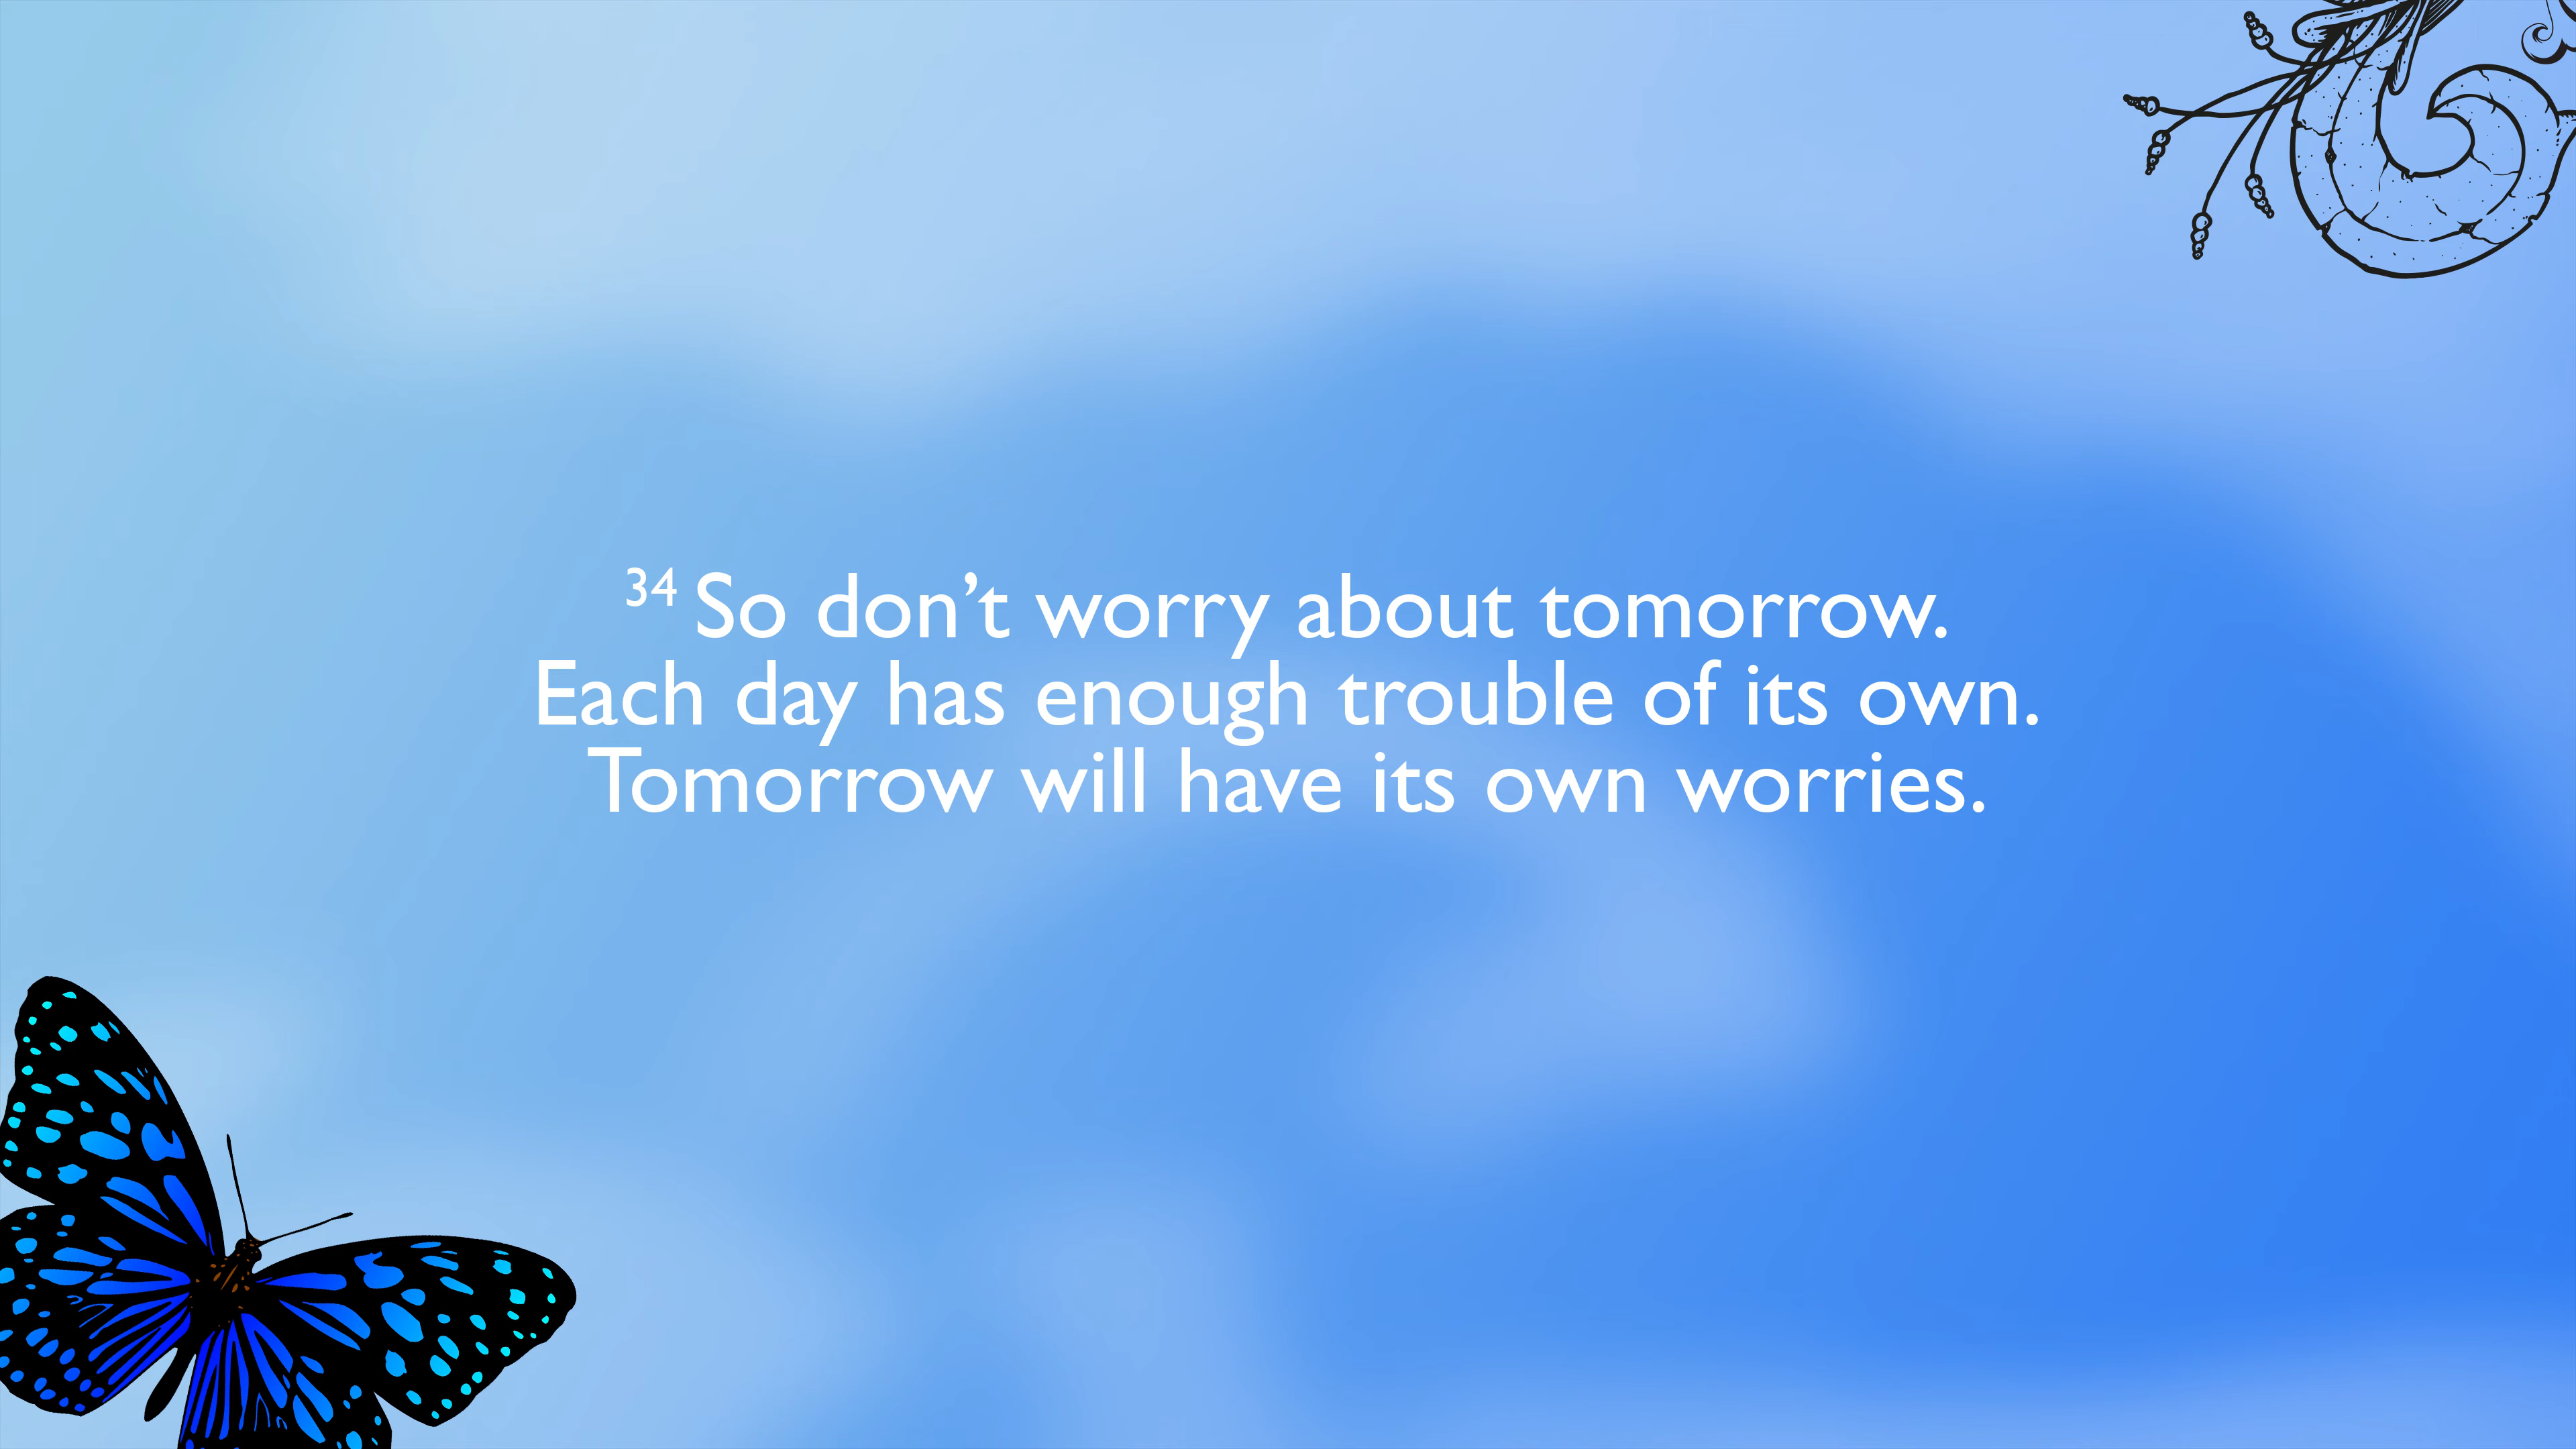 34 So don’t worry about tomorrow.
Each day has enough trouble of its own.
Tomorrow will have its own worries.